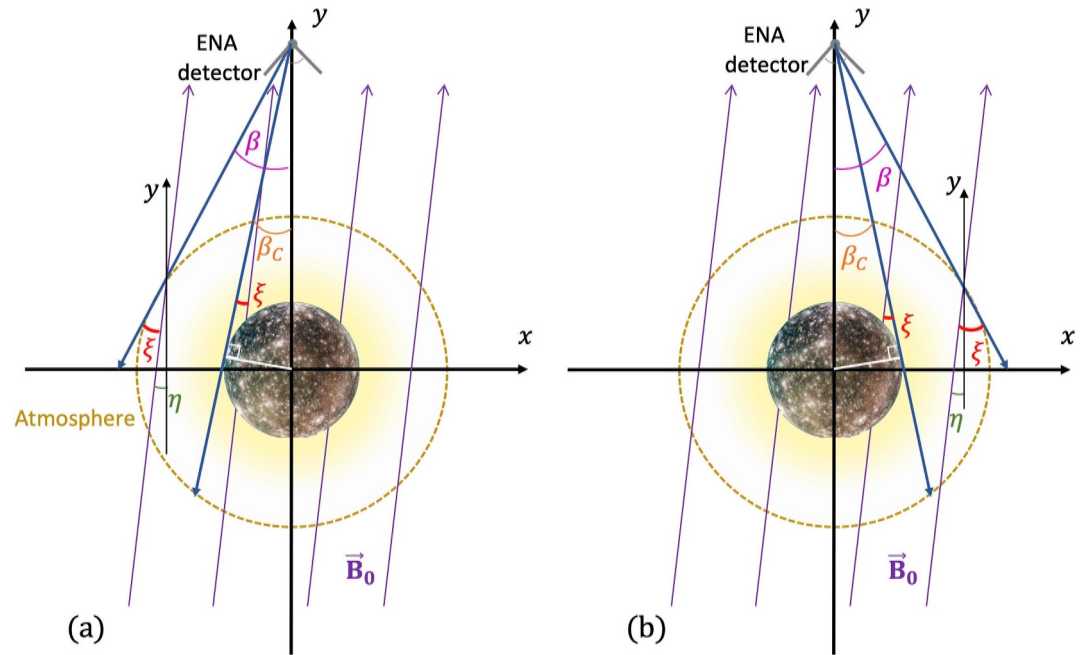 y
ENA
detector
β
y
β_C
ξ
ξ
x
η
Atmosphere
B⃗₀
(a)
y
ENA
detector
β
y
β_C
ξ
ξ
x
η
B⃗₀
(b)